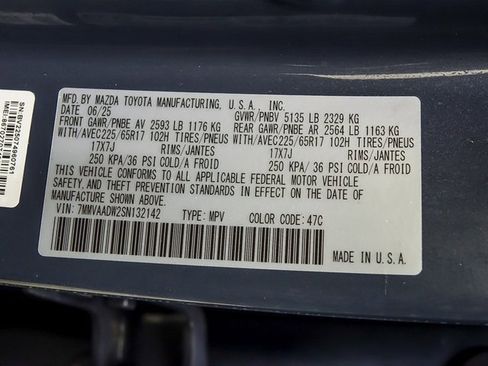 MFD.BY MAZDA TOYOTA MANUFACTURING, U.S.A., INC.
DATE 06/25 GVWR/PNBV 5135 LB 2329 KG
FRONT GAWR/PNBE AV 2593 LB 1176 KG REAR GAWR/PNBE AR 2564 LB 1163 KG
WITH/AVEC225/65R17 102H TIRES/PNEUS WITH/AVEC225/65R17 102H TIRES/PNEUS
17X7J RIMS/JANTES 17X7J RIMS/JANTES
250 KPA/ 36 PSI COLD/A FROID 250 KPA/ 36 PSI COLD/A FROID
THIS VEHICLE CONFORMS TO ALL APPLICABLE FEDERAL MOTOR VEHICLE
SAFETY AND THEFT PREVENTION STANDARDS IN EFFECT ON THE DATE OF
MANUFACTURE SHOWN ABOVE.
VIN: 7MMVAADW2SN132142 TYPE: MPV COLOR CODE: 47C
MADE IN U.S.A.